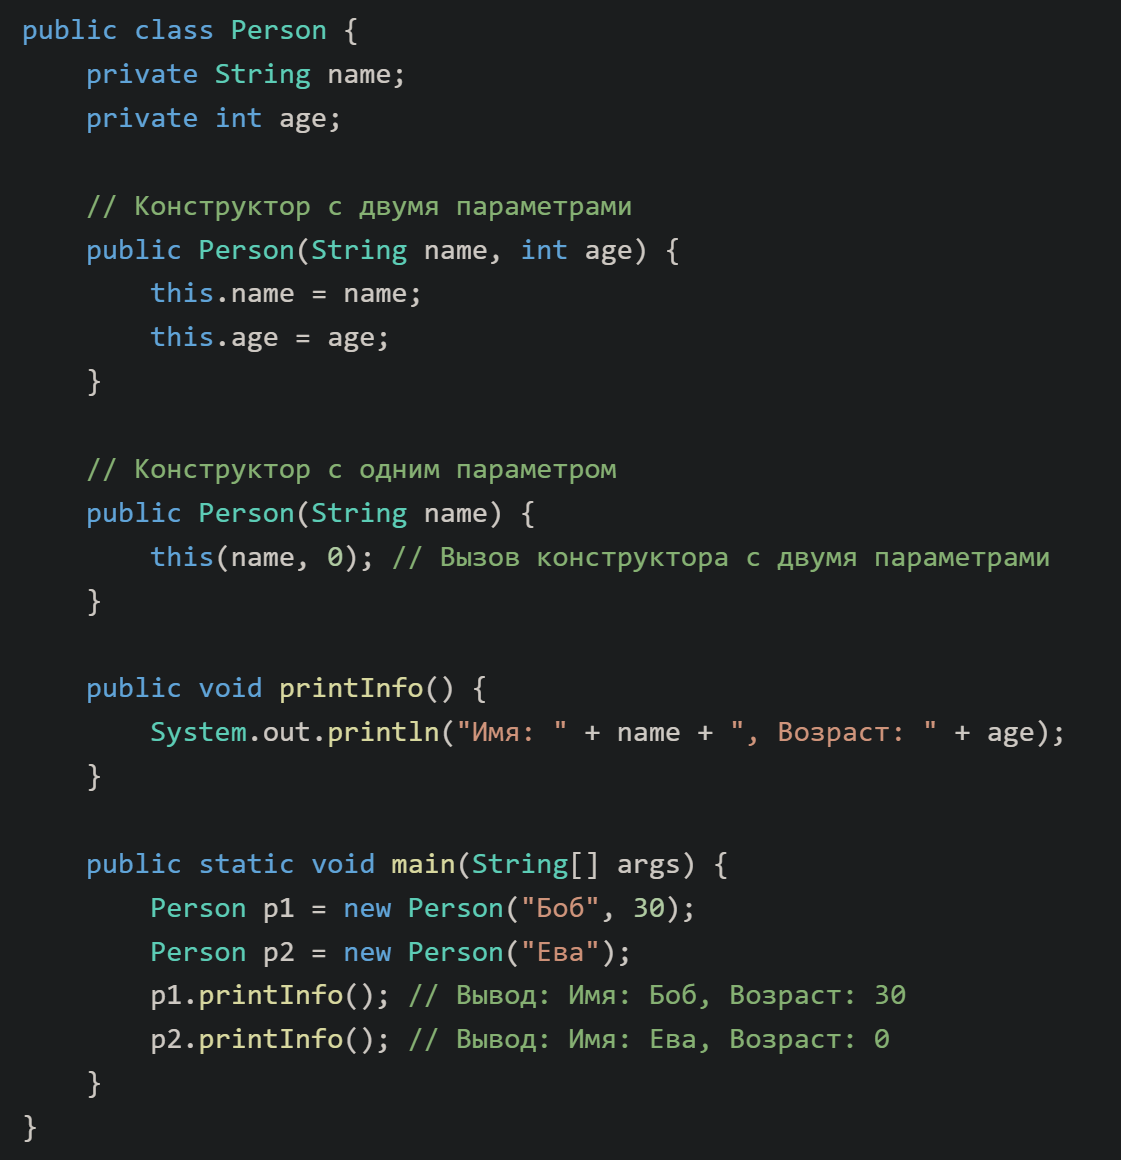 public class Person {
    private String name;
    private int age;

    // Конструктор с двумя параметрами
    public Person(String name, int age) {
        this.name = name;
        this.age = age;
    }

    // Конструктор с одним параметром
    public Person(String name) {
        this(name, 0); // Вызов конструктора с двумя параметрами
    }

    public void printInfo() {
        System.out.println("Имя: " + name + ", Возраст: " + age);
    }

    public static void main(String[] args) {
        Person p1 = new Person("Боб", 30);
        Person p2 = new Person("Ева");
        p1.printInfo(); // Вывод: Имя: Боб, Возраст: 30
        p2.printInfo(); // Вывод: Имя: Ева, Возраст: 0
    }
}